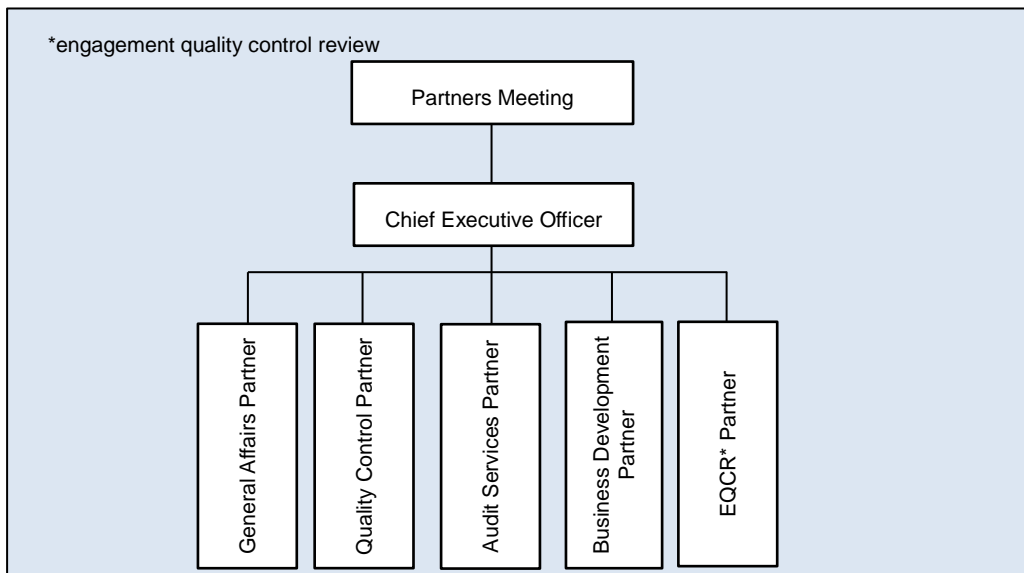 *engagement quality control review
Partners Meeting
Chief Executive Officer
General Affairs Partner
Quality Control Partner
Audit Services Partner
Business Development
Partner
EQCR* Partner